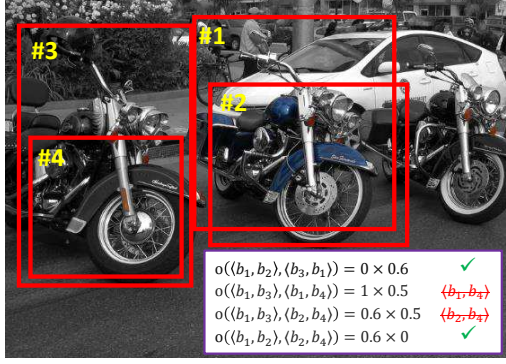 #1
#3
#2
#4
o(⟨b₁, b₂⟩, ⟨b₃, b₁⟩) = 0 × 0.6 ✓
o(⟨b₁, b₃⟩, ⟨b₁, b₄⟩) = 1 × 0.5 ⟨b₁, b₄⟩
o(⟨b₁, b₃⟩, ⟨b₂, b₄⟩) = 0.6 × 0.5 ⟨b₂, b₄⟩
o(⟨b₁, b₂⟩, ⟨b₂, b₄⟩) = 0.6 × 0 ✓